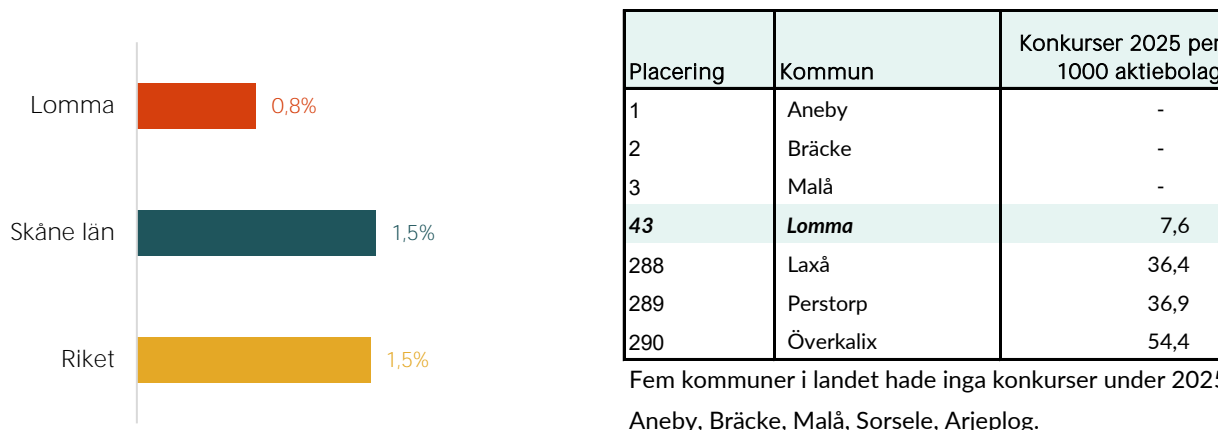 Lomma 0,8%
Skåne län 1,5%
Riket 1,5%
Konkurser 2025 per
Placering Kommun 1000 aktiebolag
1 Aneby -
2 Bräcke -
3 Malå -
43 Lomma 7,6
288 Laxå 36,4
289 Perstorp 36,9
290 Överkalix 54,4
Fem kommuner i landet hade inga konkurser under 2025
Aneby, Bräcke, Malå, Sorsele, Arjeplog.